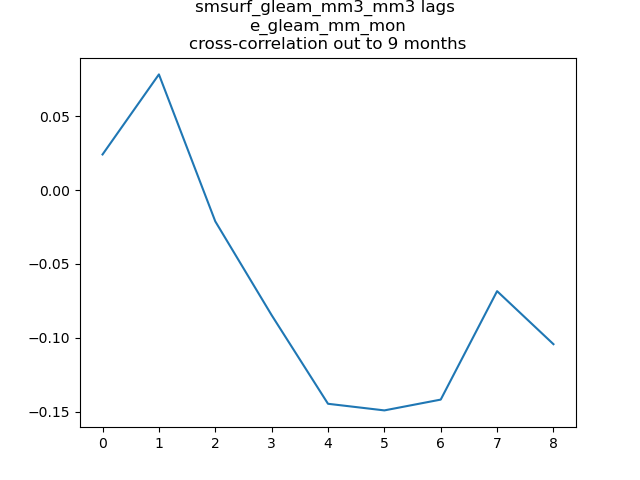 smsurf_gleam_mm3_mm3 lags
e_gleam_mm_mon
cross-correlation out to 9 months
0.05
0.00
−0.05
−0.10
−0.15
0 1 2 3 4 5 6 7 8